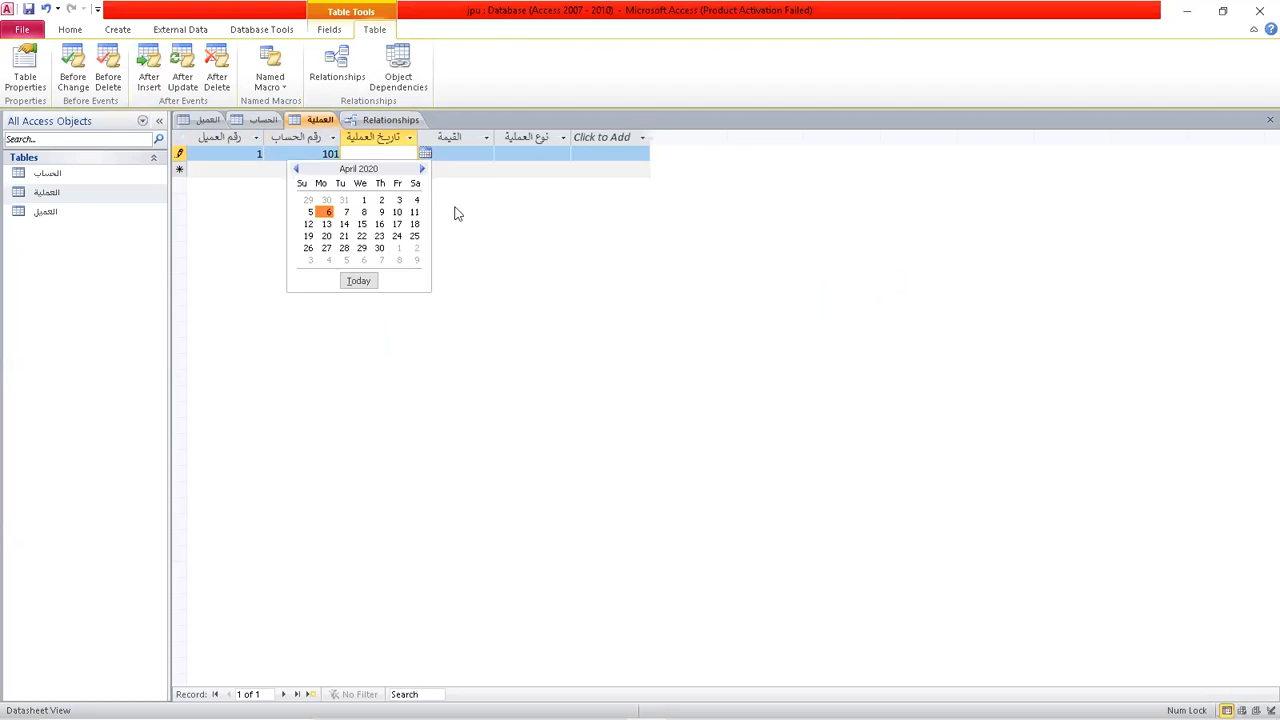 Table Tools
jpu : Database (Access 2007 - 2010) - Microsoft Access (Product Activation Failed)
File Home Create External Data Database Tools Fields Table
Table Properties
Before Change
Before Delete
After Insert
After Update
After Delete
Named Macro
Relationships
Object Dependencies
Properties Before Events After Events Named Macros Relationships
All Access Objects
Search...
Tables
الحساب
العملية
العميل
العميل الحساب العملية Relationships
رقم العميل رقم الحساب تاريخ العملية القيمة نوع العملية Click to Add
1 101
April 2020
Su Mo Tu We Th Fr Sa
29 30 31 1 2 3 4
5 6 7 8 9 10 11
12 13 14 15 16 17 18
19 20 21 22 23 24 25
26 27 28 29 30 1 2
3 4 5 6 7 8 9
Today
Record: 1 of 1 No Filter Search
Datasheet View Num Lock